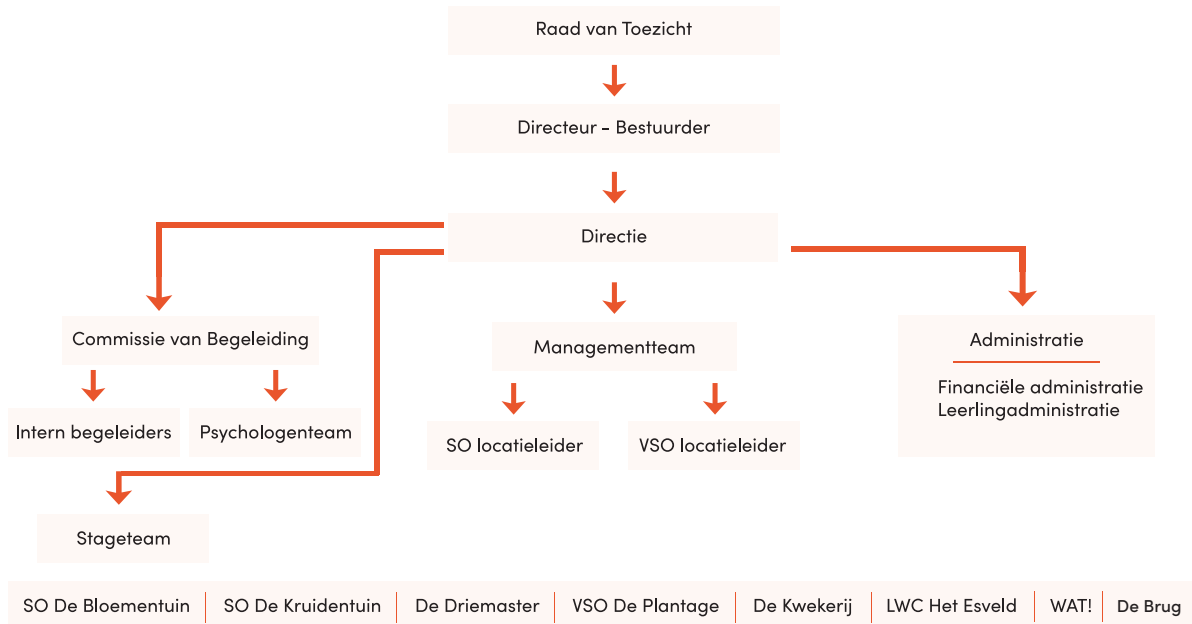 Raad van Toezicht
Directeur - Bestuurder
Directie
Commissie van Begeleiding
Managementteam
Administratie
Financiële administratie
Leerlingadministratie
Intern begeleiders
Psychologenteam
SO locatieleider
VSO locatieleider
Stageteam
SO De Bloementuin
SO De Kruidentuin
De Driemaster
VSO De Plantage
De Kwekerij
LWC Het Esveld
WAT!
De Brug